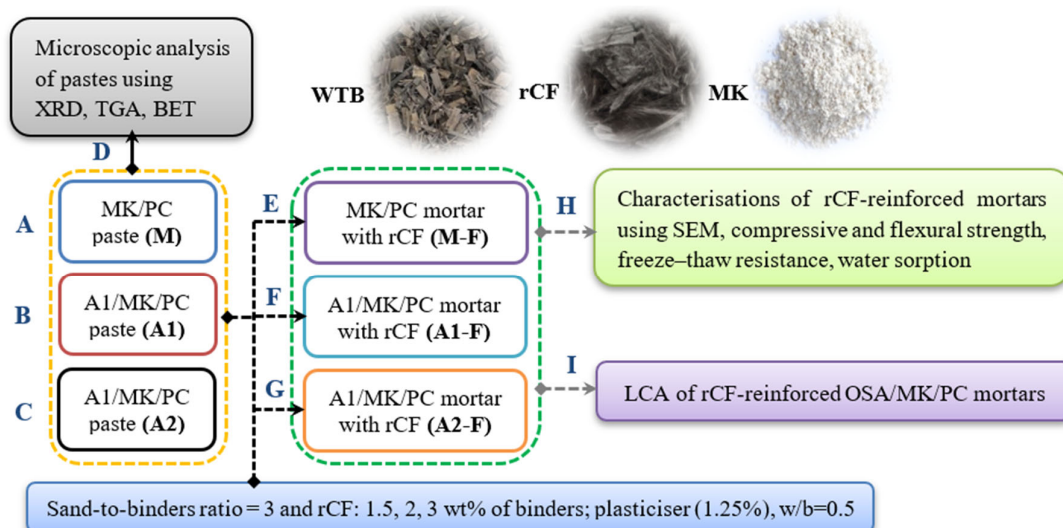 Microscopic analysis
of pastes using
XRD, TGA, BET
WTB
rCF
MK
D
A
MK/PC
paste (M)
B
A1/MK/PC
paste (A1)
C
A1/MK/PC
paste (A2)
E
MK/PC mortar
with rCF (M-F)
F
A1/MK/PC mortar
with rCF (A1-F)
G
A1/MK/PC mortar
with rCF (A2-F)
H
Characterisations of rCF-reinforced mortars
using SEM, compressive and flexural strength,
freeze–thaw resistance, water sorption
I
LCA of rCF-reinforced OSA/MK/PC mortars
Sand-to-binders ratio = 3 and rCF: 1.5, 2, 3 wt% of binders; plasticiser (1.25%), w/b=0.5